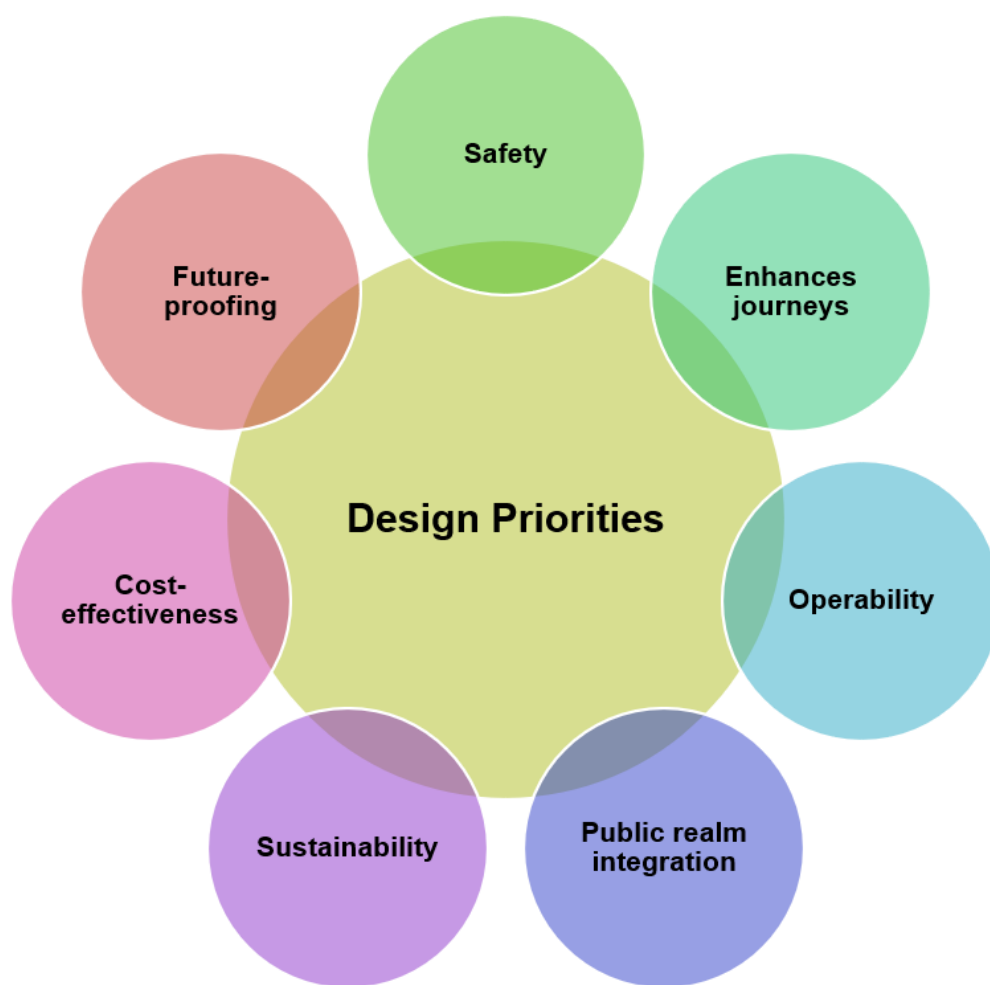 Safety
Enhances
journeys
Operability
Public realm
integration
Sustainability
Cost-
effectiveness
Future-
proofing
Design Priorities